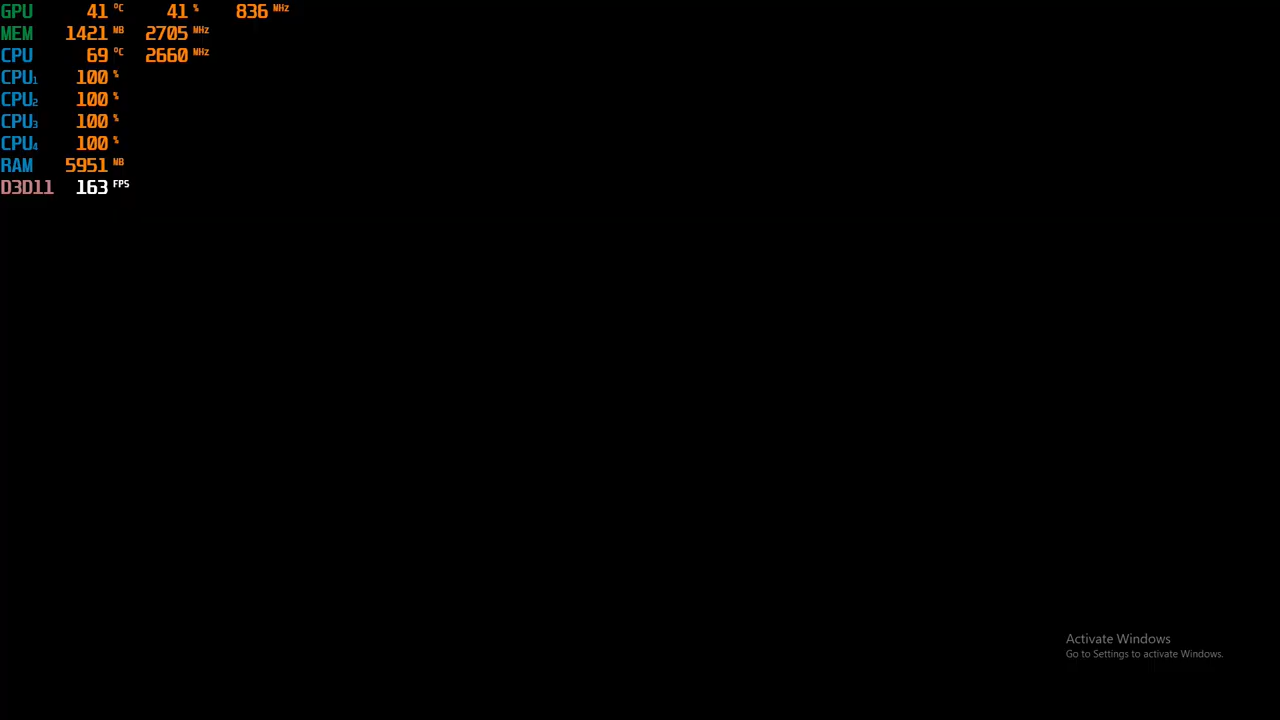 GPU 41 °C 41 % 836 MHz
MEM 1421 MB 2705 MHz
CPU 69 °C 2660 MHz
CPU1 100 %
CPU2 100 %
CPU3 100 %
CPU4 100 %
RAM 5951 MB
D3D11 163 FPS
Activate Windows
Go to Settings to activate Windows.